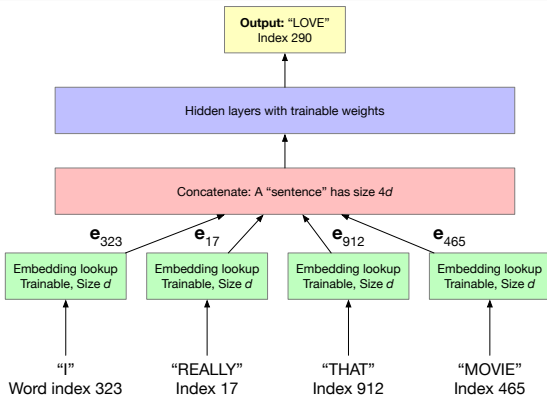 Output: “LOVE”
Index 290
Hidden layers with trainable weights
Concatenate: A “sentence” has size 4d
e323
e17
e912
e465
Embedding lookup
Trainable, Size d
Embedding lookup
Trainable, Size d
Embedding lookup
Trainable, Size d
Embedding lookup
Trainable, Size d
“I”
Word index 323
“REALLY”
Index 17
“THAT”
Index 912
“MOVIE”
Index 465